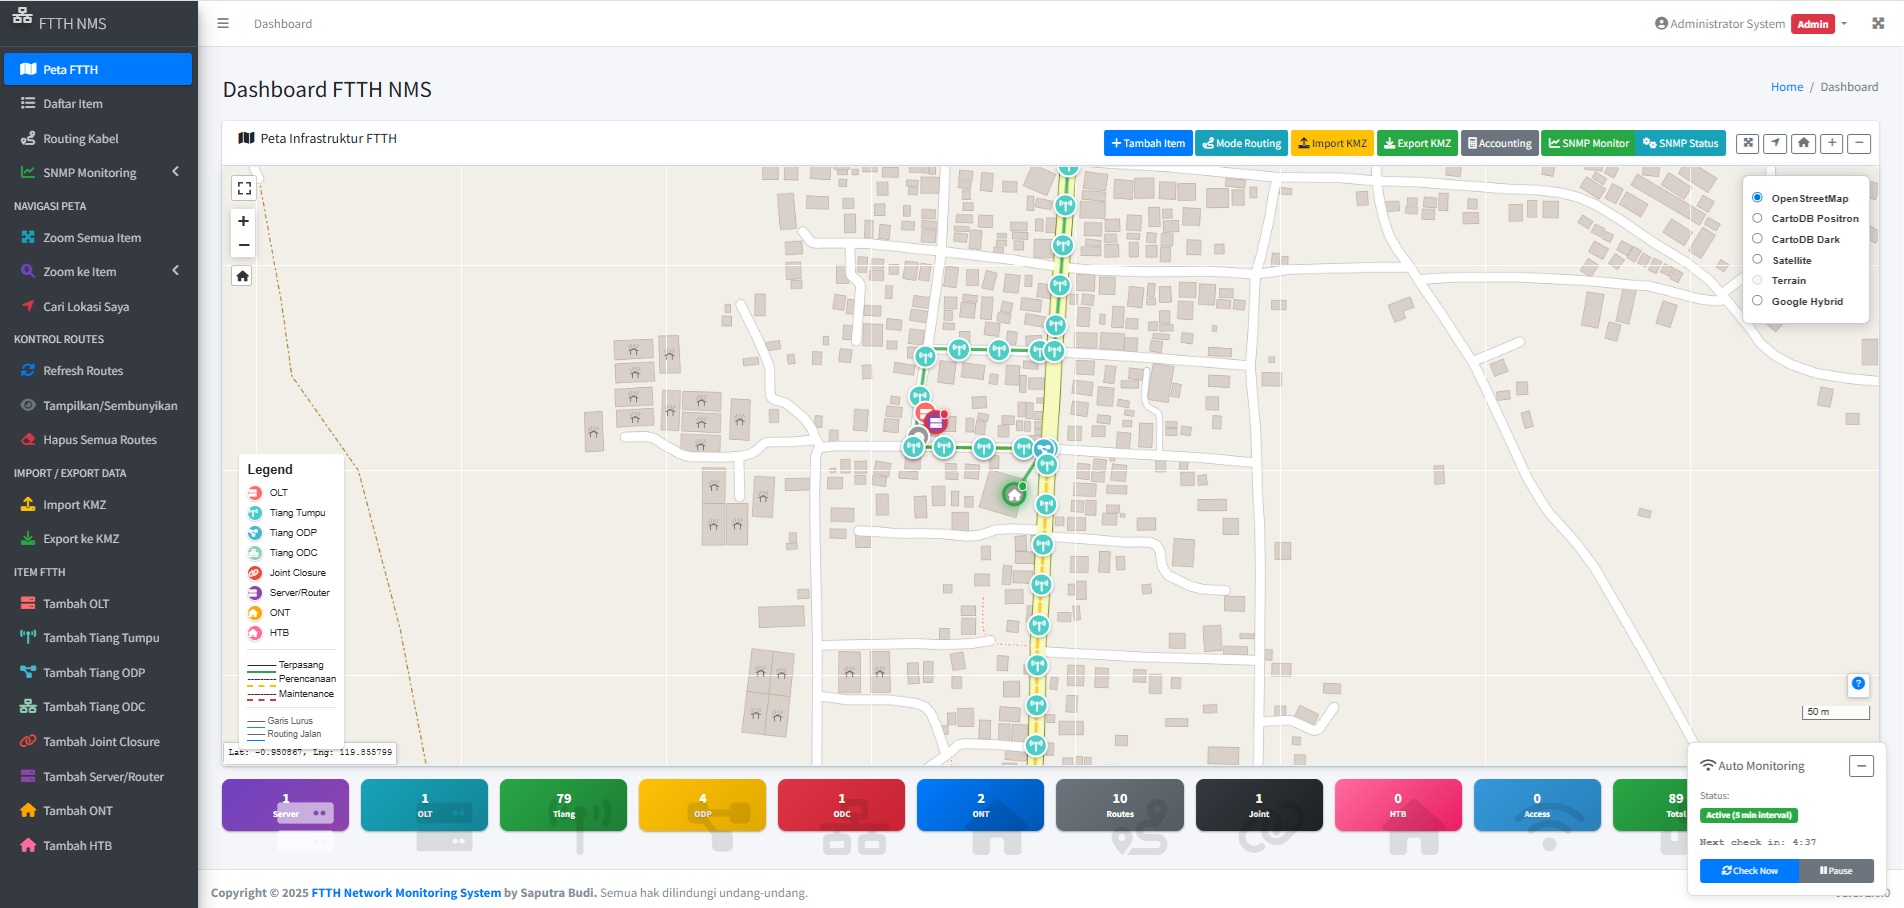 FTTH NMS
Dashboard
Administrator System Admin
Peta FTTH
Daftar Item
Routing Kabel
SNMP Monitoring
NAVIGASI PETA
Zoom Semua Item
Zoom ke Item
Cari Lokasi Saya
KONTROL ROUTES
Refresh Routes
Tampilkan/Sembunyikan
Hapus Semua Routes
IMPORT / EXPORT DATA
Import KMZ
Export ke KMZ
ITEM FTTH
Tambah OLT
Tambah Tiang Tumpu
Tambah Tiang ODP
Tambah Tiang ODC
Tambah Joint Closure
Tambah Server/Router
Tambah ONT
Tambah HTB
Dashboard FTTH NMS
Home / Dashboard
Peta Infrastruktur FTTH
+ Tambah Item Mode Routing Import KMZ Export KMZ Accounting SNMP Monitor SNMP Status
+ −
+
−
OpenStreetMap
CartoDB Positron
CartoDB Dark
Satellite
Terrain
Google Hybrid
Legend
OLT
Tiang Tumpu
Tiang ODP
Tiang ODC
Joint Closure
Server/Router
ONT
HTB
Terpasang
Perencanaan
Maintenance
Garis Lurus
Routing Jalan
Lat: -0.950867, Lng: 119.855799
?
50 m
1
Server
1
OLT
79
Tiang
4
ODP
1
ODC
2
ONT
10
Routes
1
Joint
0
HTB
0
Access
89
Total
Auto Monitoring −
Status:
Active (5 min interval)
Next check in: 4:37
Check Now Pause
Copyright © 2025 FTTH Network Monitoring System by Saputra Budi. Semua hak dilindungi undang-undang.